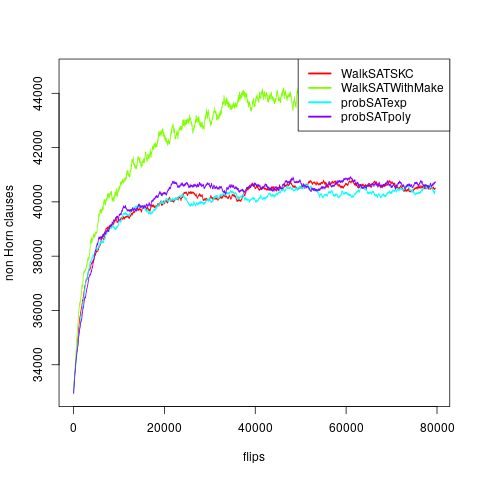 WalkSATSKC
WalkSATWithMake
probSATexp
probSATpoly
non Horn clauses
44000
42000
40000
38000
36000
34000
0 20000 40000 60000 80000
flips